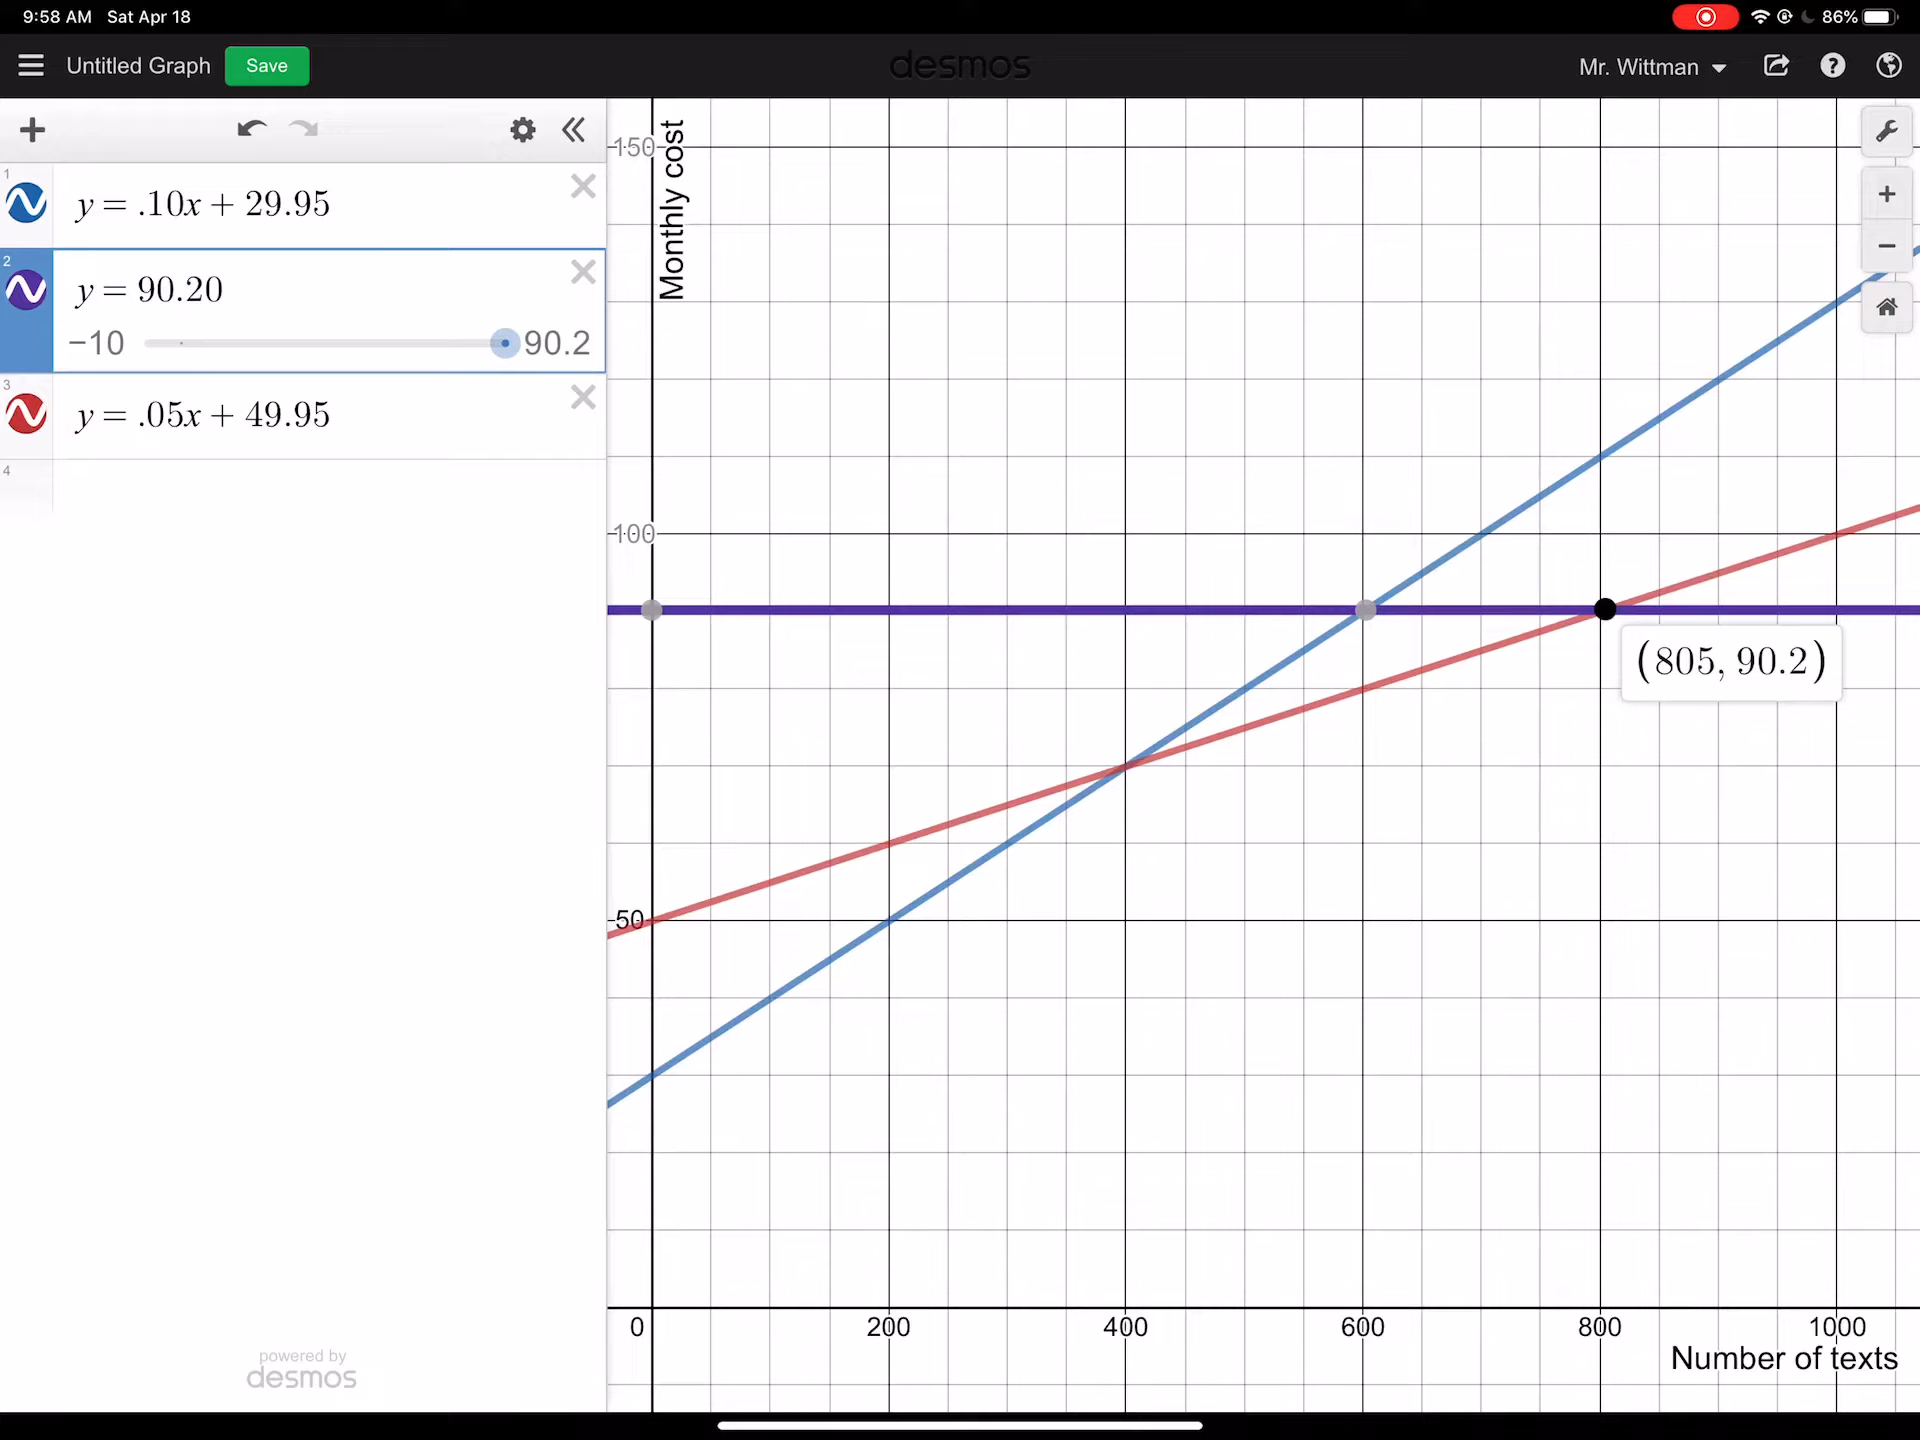 9:58 AM Sat Apr 18
86%
Untitled Graph
Save
desmos
Mr. Wittman
1
y = .10x + 29.95
2
y = 90.20
−10
90.2
3
y = .05x + 49.95
4
powered by
desmos
Monthly cost
150
100
50
(805, 90.2)
0
200
400
600
800
1000
Number of texts